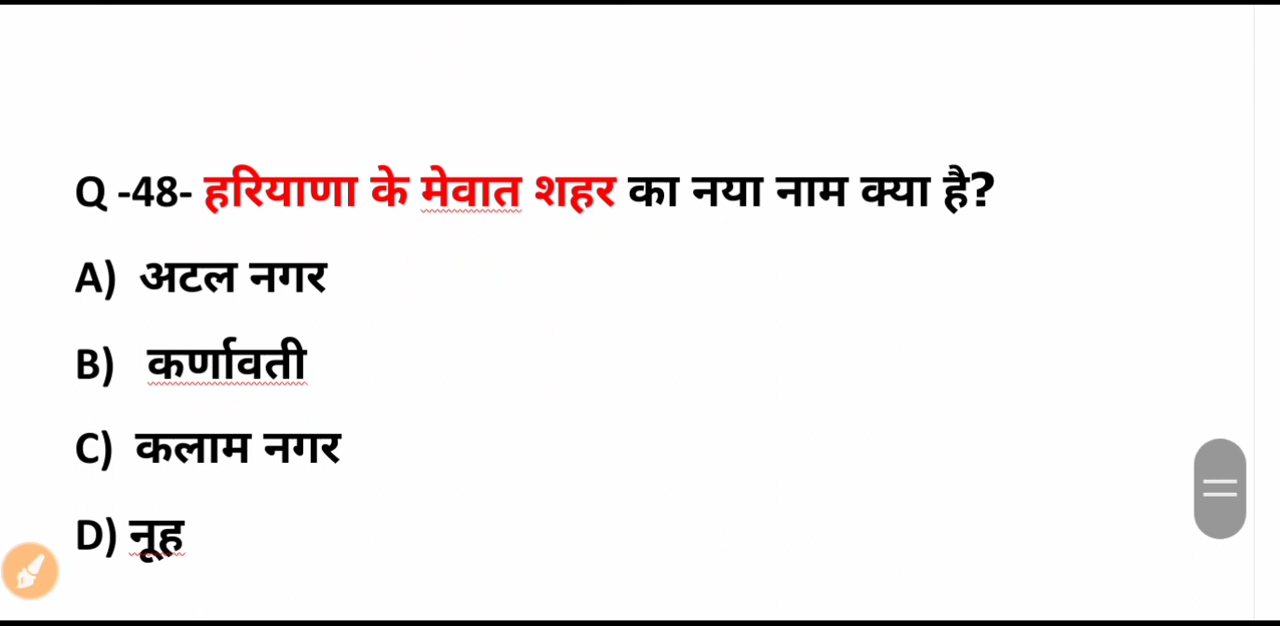 Q -48- हरियाणा के मेवात शहर का नया नाम क्या है?
A) अटल नगर
B) कर्णावती
C) कलाम नगर
D) नूह